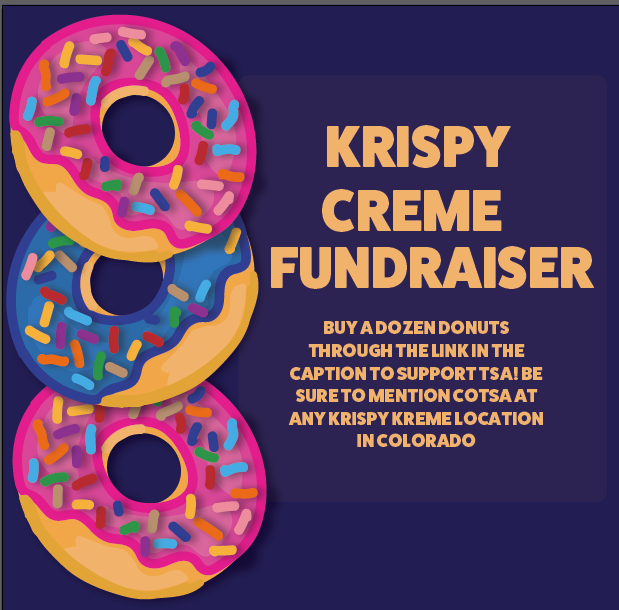 KRISPY
CREME
FUNDRAISER
BUY A DOZEN DONUTS
THROUGH THE LINK IN THE
CAPTION TO SUPPORT TSA! BE
SURE TO MENTION COTSA AT
ANY KRISPY KREME LOCATION
IN COLORADO